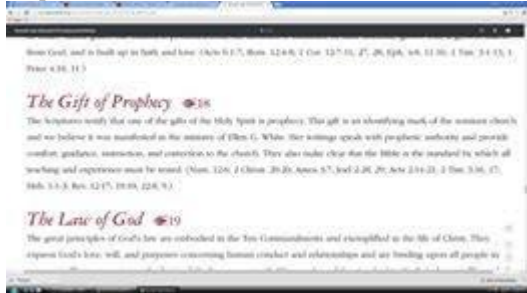 from God, and is built up in faith and love. (Acts 6:1-7; Rom. 12:4-8; 1 Cor. 12:7-11, 27, 28; Eph. 4:8, 11-16; 1 Tim. 3:1-13; 1
Peter 4:10, 11.)
The Gift of Prophecy 18
The Scriptures testify that one of the gifts of the Holy Spirit is prophecy. This gift is an identifying mark of the remnant church
and we believe it was manifested in the ministry of Ellen G. White. Her writings speak with prophetic authority and provide
comfort, guidance, instruction, and correction to the church. They also make clear that the Bible is the standard by which all
teaching and experience must be tested. (Num. 12:6; 2 Chron. 20:20; Amos 3:7; Joel 2:28, 29; Acts 2:14-21; 2 Tim. 3:16, 17;
Heb. 1:1-3; Rev. 12:17; 19:10; 22:8, 9.)
The Law of God 19
The great principles of God's law are embodied in the Ten Commandments and exemplified in the life of Christ. They
express God's love, will, and purposes concerning human conduct and relationships and are binding upon all people in